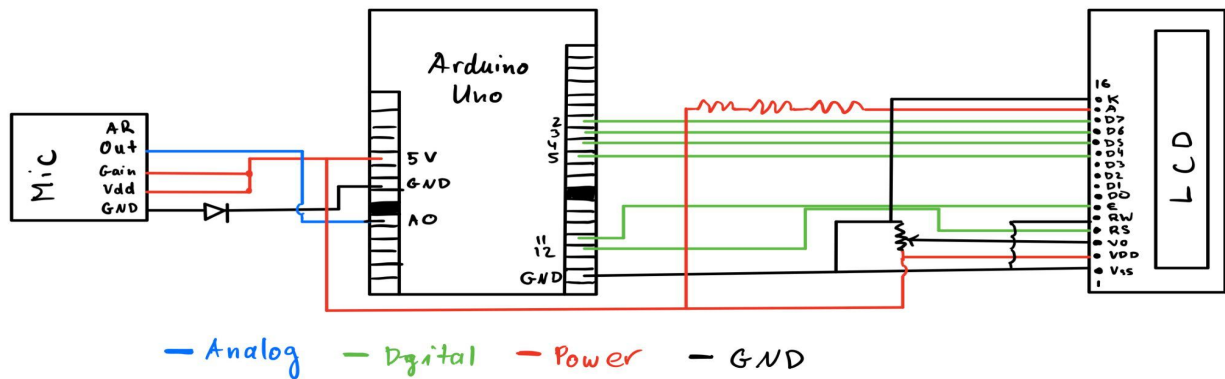 Arduino
Uno
Mic
AR
Out
Gain
Vdd
GND
5V
GND
A0
2
3
4
5
11
12
GND
16
K
A
D7
D6
D5
D4
D3
D2
D1
D0
E
RW
RS
V0
VDD
Vss
1
LCD
Analog
Dgital
Power
GND